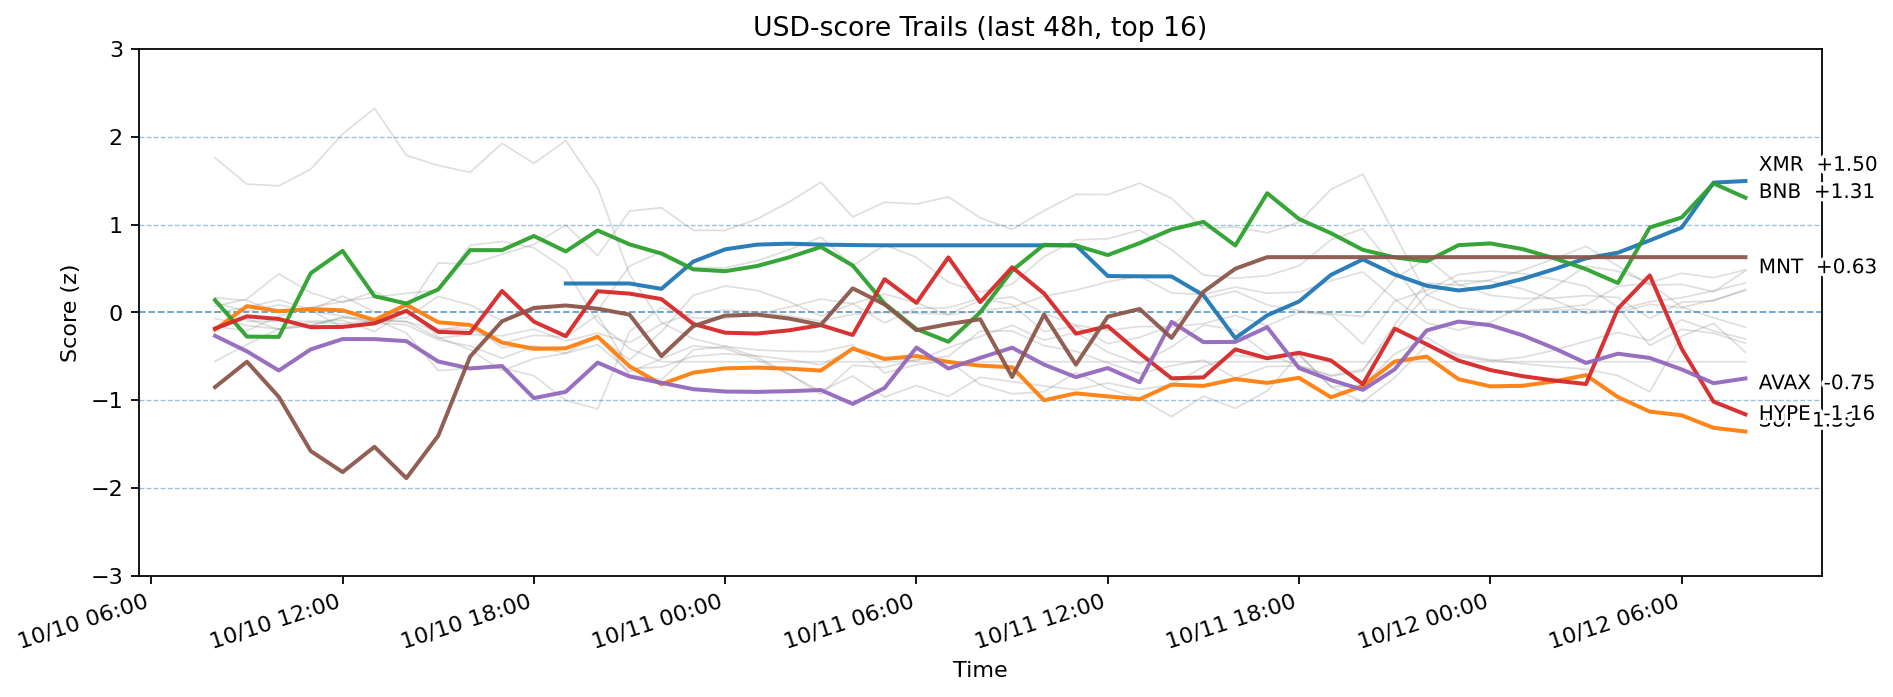 USD-score Trails (last 48h, top 16)
Score (z)
3
2
1
0
−1
−2
−3
XMR +1.50
BNB +1.31
MNT +0.63
AVAX -0.75
HYPE -1.16
10/10 06:00
10/10 12:00
10/10 18:00
10/11 00:00
10/11 06:00
10/11 12:00
10/11 18:00
10/12 00:00
10/12 06:00
Time